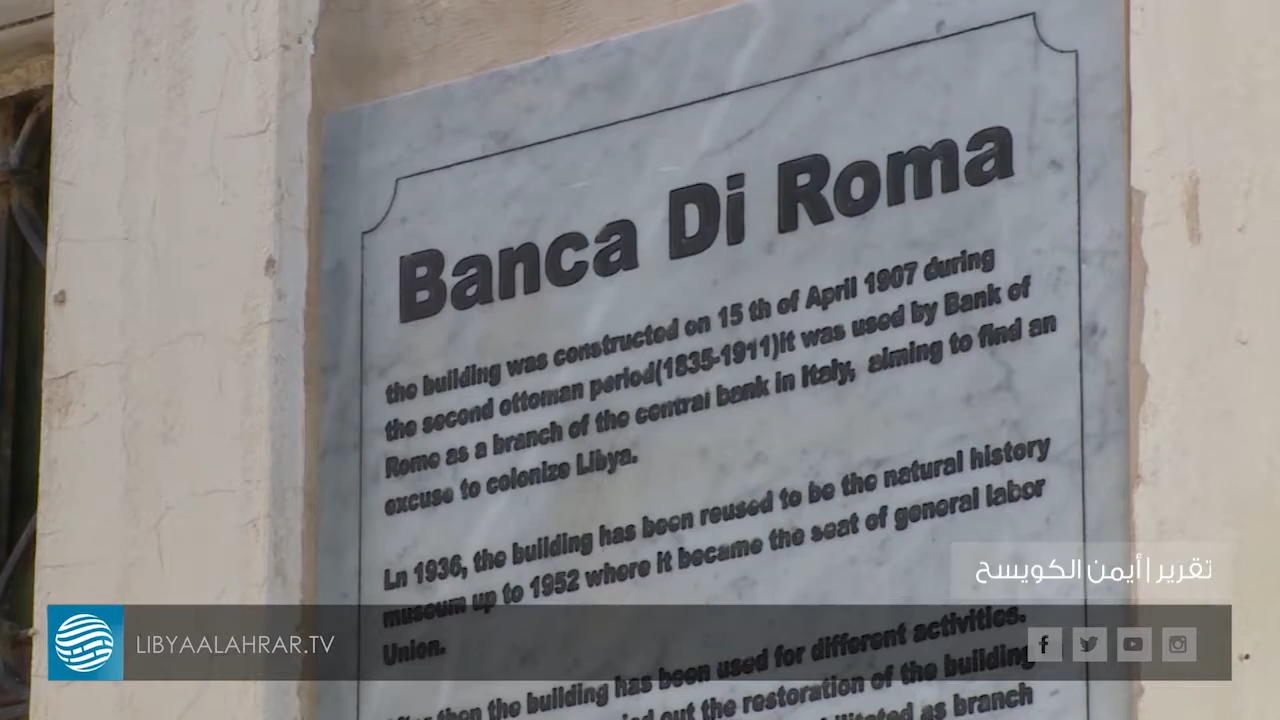 Banca Di Roma
the building was constructed on 15 th of April 1907 during
the second ottoman period(1835-1911)it was used by Bank of
Rome as a branch of the central bank in Italy, aiming to find an
excuse to colonize Libya.
Ln 1936, the building has been reused to be the natural history
museum up to 1952 where it became the seat of general labor
Union.
then the building has been used for different activities.
out the restoration of the building
as branch
تقرير | أيمن الكويسح
LIBYAALAHRAR.TV